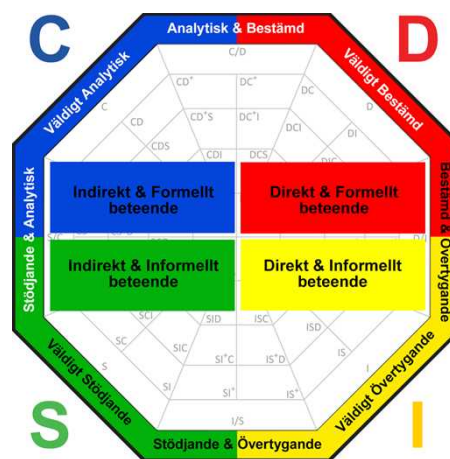 C
D
Analytisk & Bestämd
Väldigt Analytisk
Väldigt Bestämd
C/D
CD⁺
DC⁺
C
CD
CD⁺S
DC⁺I
DC
D
CDS
DCI
DI
CDI
DCS
Indirekt & Formellt
beteende
Direkt & Formellt
beteende
Stödjande & Analytisk
Bestämd & Övertygande
Indirekt & Informellt
beteende
Direkt & Informellt
beteende
SCI
SID
ISC
ISD
SC
SIC
SI⁺C
IS⁺D
IS
I
S
SI
SI⁺
IS⁺
I/S
Väldigt Stödjande
Väldigt Övertygande
Stödjande & Övertygande
S
I